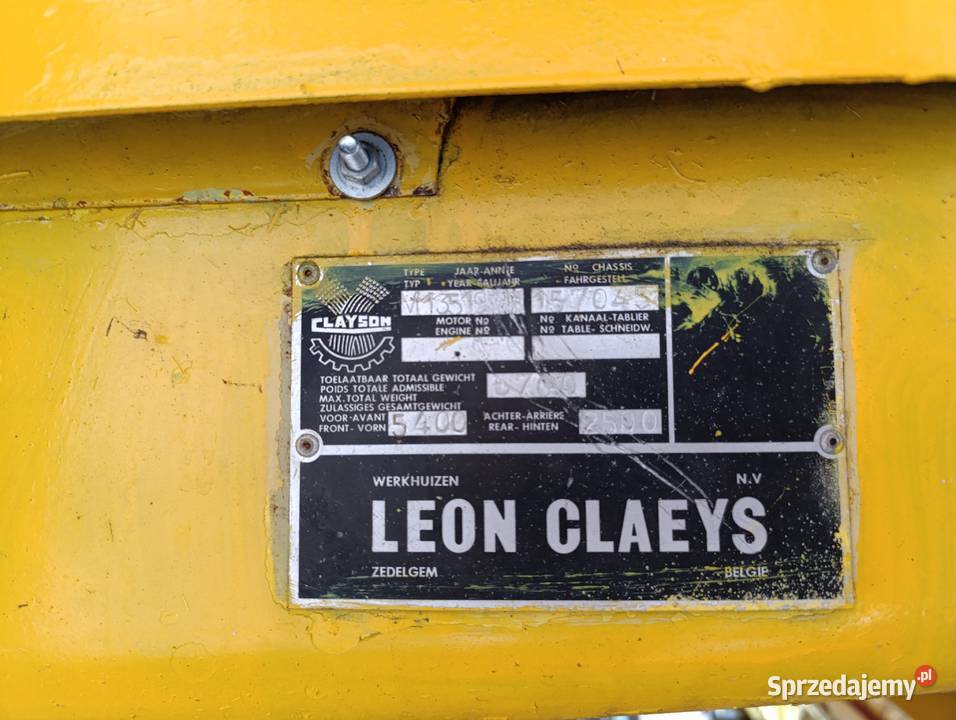 CLAYSON
TYPE JAAR-ANNEE Nº CHASSIS
TYP YEAR-BAUJAHR FAHRGESTELL
MOTOR No Nº KANAAL-TABLIER
ENGINE Nº Nº TABLE- SCHNEIDW.
TOELAATBAAR TOTAAL GEWICHT
POIDS TOTALE ADMISSIBLE
MAX. TOTAL WEIGHT
ZULASSIGES GESAMTGEWICHT
VOOR-AVANT ACHTER-ARRIERE
FRONT- VORN 5400 REAR- HINTEN
WERKHUIZEN N.V
LEON CLAEYS
ZEDELGEM BELGIE
Sprzedajemy.pl